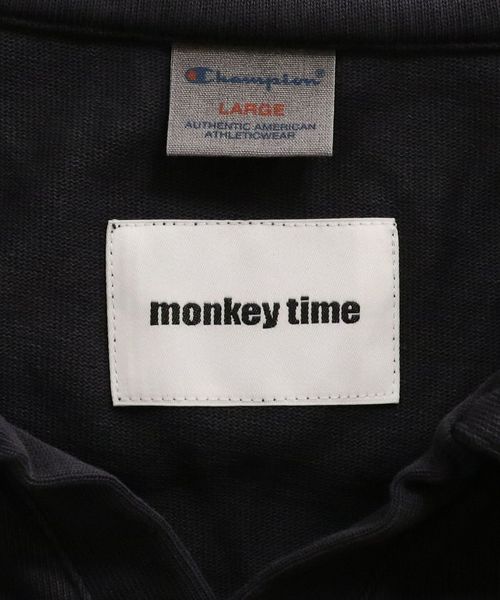 Champion®
LARGE
AUTHENTIC AMERICAN
ATHLETICWEAR
monkey time